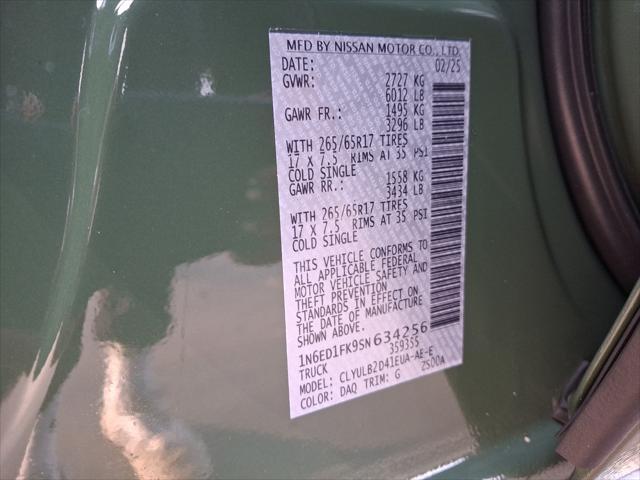 MFD BY NISSAN MOTOR CO., LTD.
DATE: 02/25
GVWR: 2727 KG
6012 LB
GAWR FR.: 1495 KG
3296 LB
WITH 265/65R17 TIRES
17 X 7.5 RIMS AT 35 PSI
COLD SINGLE
GAWR RR.: 1558 KG
3434 LB
WITH 265/65R17 TIRES
17 X 7.5 RIMS AT 35 PSI
COLD SINGLE
THIS VEHICLE CONFORMS TO
ALL APPLICABLE FEDERAL
MOTOR VEHICLE SAFETY AND
THEFT PREVENTION
STANDARDS IN EFFECT ON
THE DATE OF MANUFACTURE
SHOWN ABOVE.
1N6ED1FK9SN634256
TRUCK 359355
MODEL: CLYULB2D41EUA-AE-E
COLOR: DAQ TRIM: G 2S00A